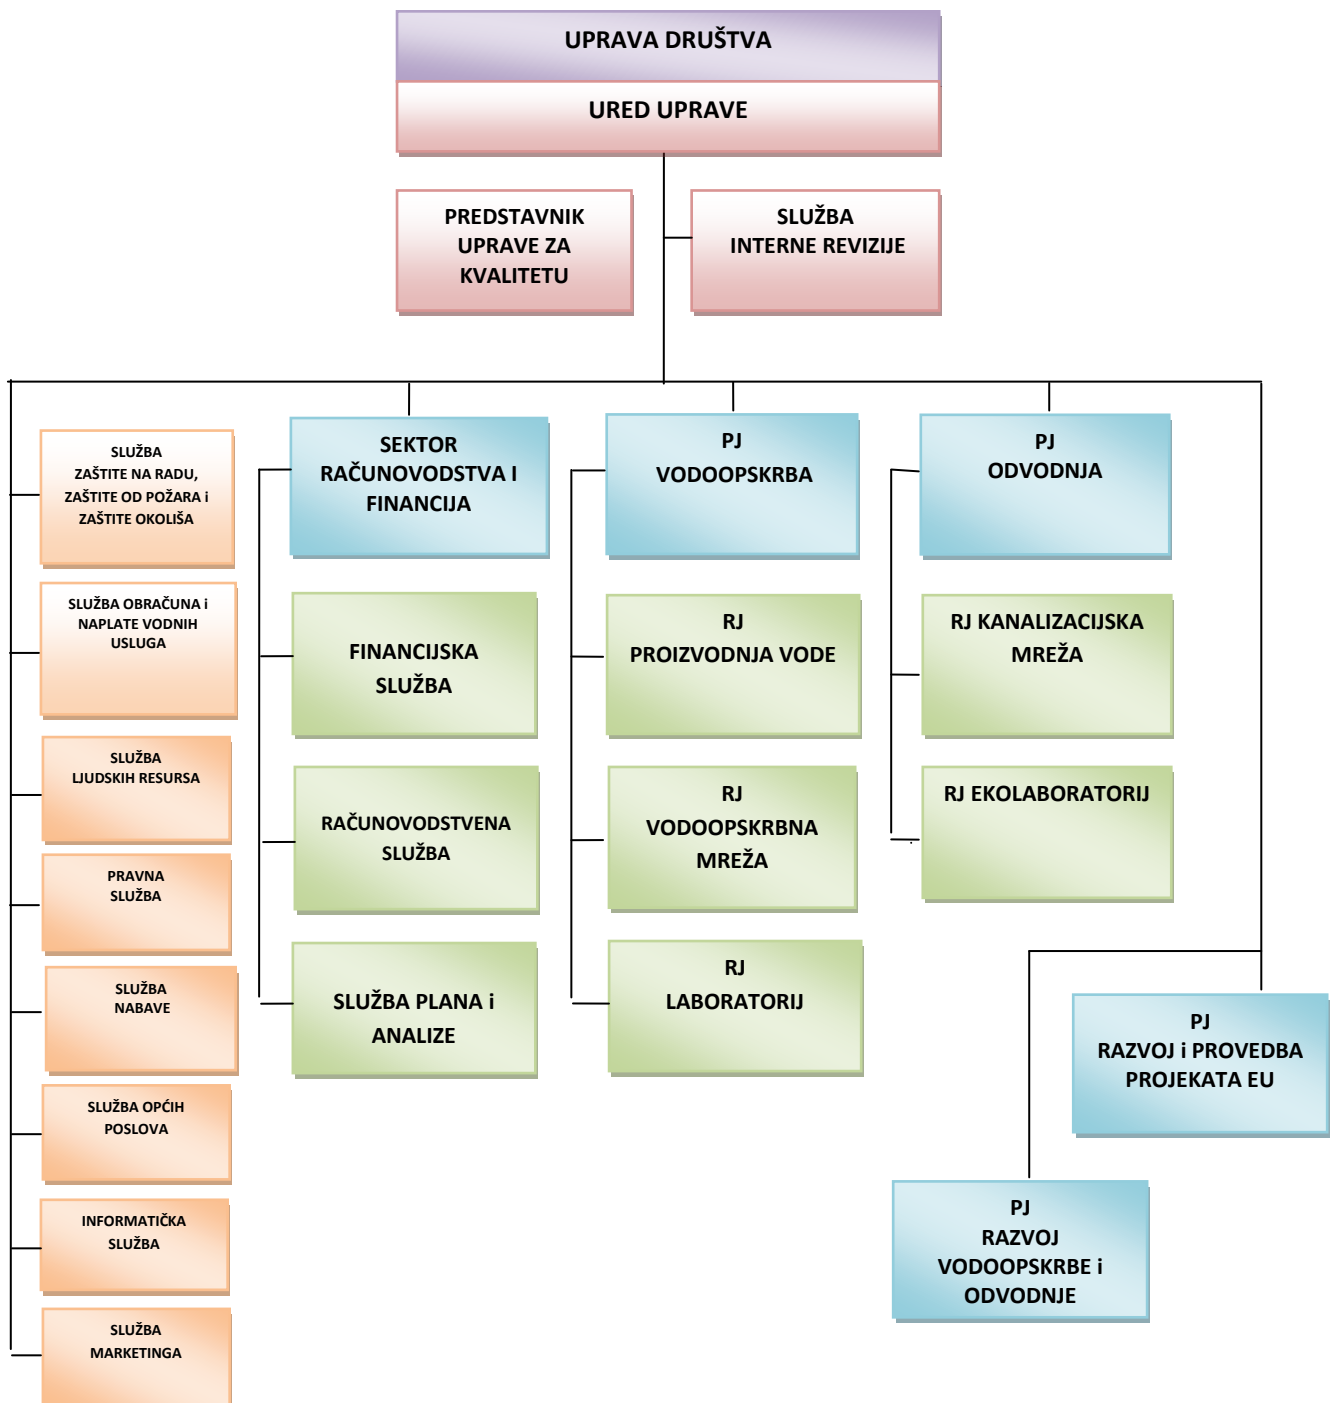 UPRAVA DRUŠTVA
URED UPRAVE
PREDSTAVNIK
UPRAVE ZA
KVALITETU
SLUŽBA
INTERNE REVIZIJE
SLUŽBA
ZAŠTITE NA RADU,
ZAŠTITE OD POŽARA i
ZAŠTITE OKOLIŠA
SLUŽBA OBRAČUNA i
NAPLATE VODNIH
USLUGA
SLUŽBA
LJUDSKIH RESURSA
PRAVNA
SLUŽBA
SLUŽBA
NABAVE
SLUŽBA OPĆIH
POSLOVA
INFORMATIČKA
SLUŽBA
SLUŽBA
MARKETINGA
SEKTOR
RAČUNOVODSTVA I
FINANCIJA
FINANCIJSKA
SLUŽBA
RAČUNOVODSTVENA
SLUŽBA
SLUŽBA PLANA i
ANALIZE
PJ
VODOOPSKRBA
RJ
PROIZVODNJA VODE
RJ
VODOOPSKRBNA
MREŽA
RJ
LABORATORIJ
PJ
ODVODNJA
RJ KANALIZACIJSKA
MREŽA
RJ EKOLABORATORIJ
PJ
RAZVOJ i PROVEDBA
PROJEKATA EU
PJ
RAZVOJ
VODOOPSKRBE i
ODVODNJE